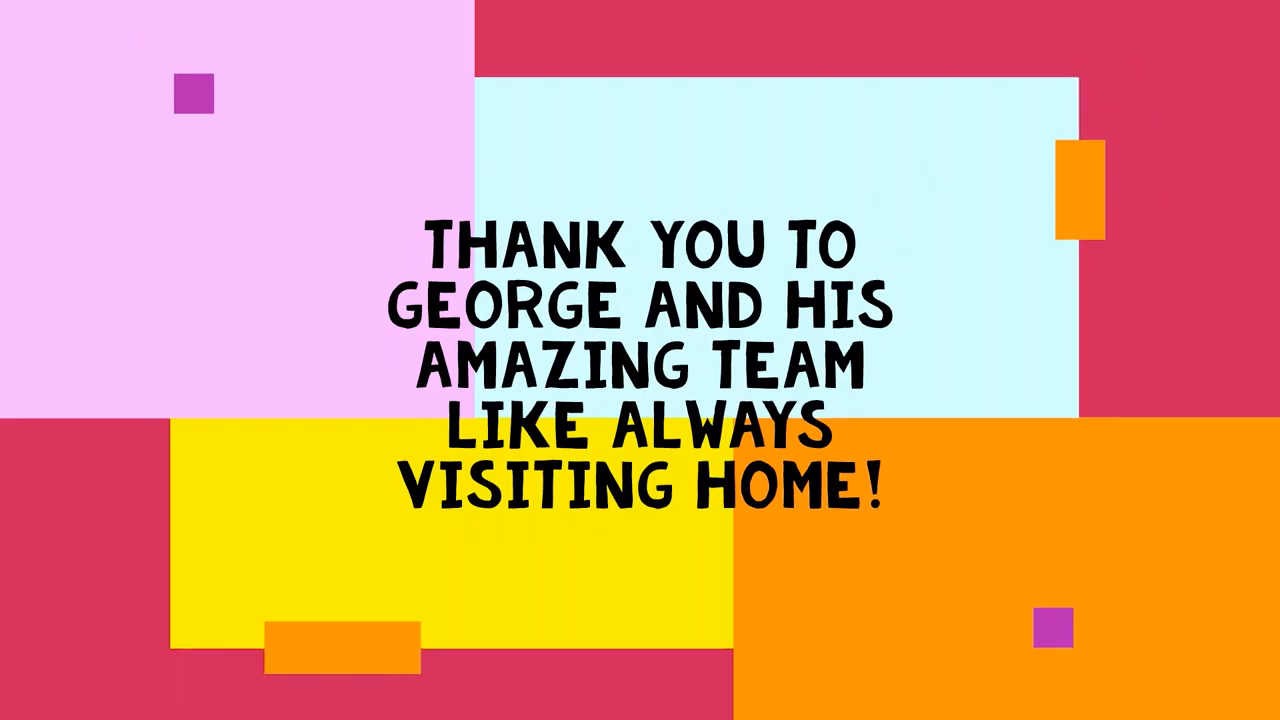 THANK YOU TO
GEORGE AND HIS
AMAZING TEAM
LIKE ALWAYS
VISITING HOME!